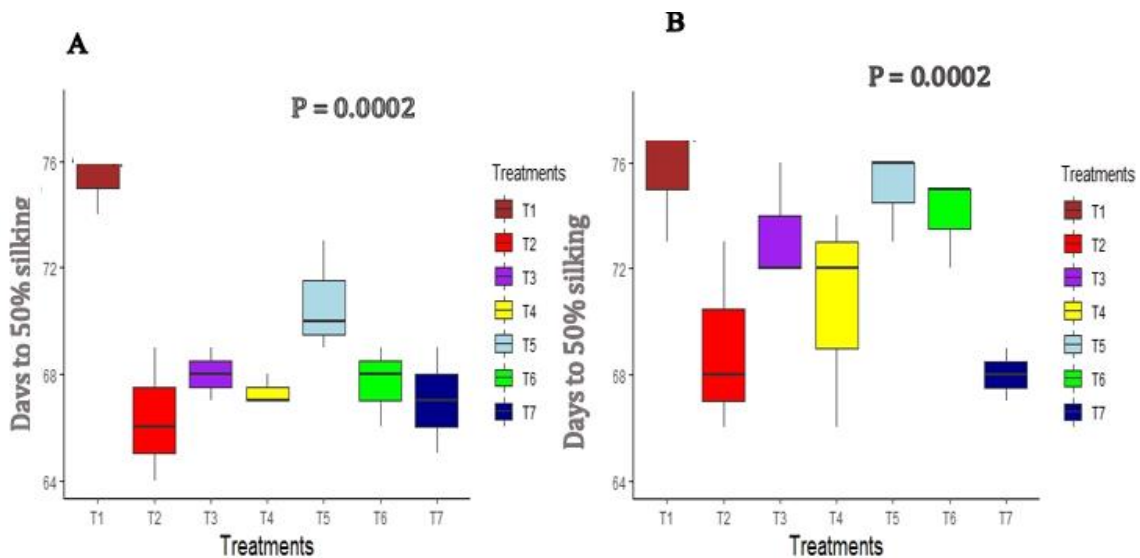 A
P = 0.0002
Days to 50% silking
76
72
68
64
T1 T2 T3 T4 T5 T6 T7
Treatments
Treatments
T1
T2
T3
T4
T5
T6
T7
B
P = 0.0002
Days to 50% silking
76
72
68
64
T1 T2 T3 T4 T5 T6 T7
Treatments
Treatments
T1
T2
T3
T4
T5
T6
T7